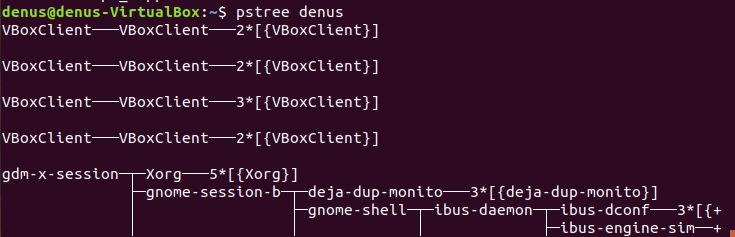 denus@denus-VirtualBox:~$ pstree denus
VBoxClient───VBoxClient───2*[{VBoxClient}]
VBoxClient───VBoxClient───2*[{VBoxClient}]
VBoxClient───VBoxClient───3*[{VBoxClient}]
VBoxClient───VBoxClient───2*[{VBoxClient}]
gdm-x-session─┬─Xorg───5*[{Xorg}]
├─gnome-session-b─┬─deja-dup-monito───3*[{deja-dup-monito}]
│ ├─gnome-shell─┬─ibus-daemon─┬─ibus-dconf───3*[{+
│ │ │ ├─ibus-engine-sim──+